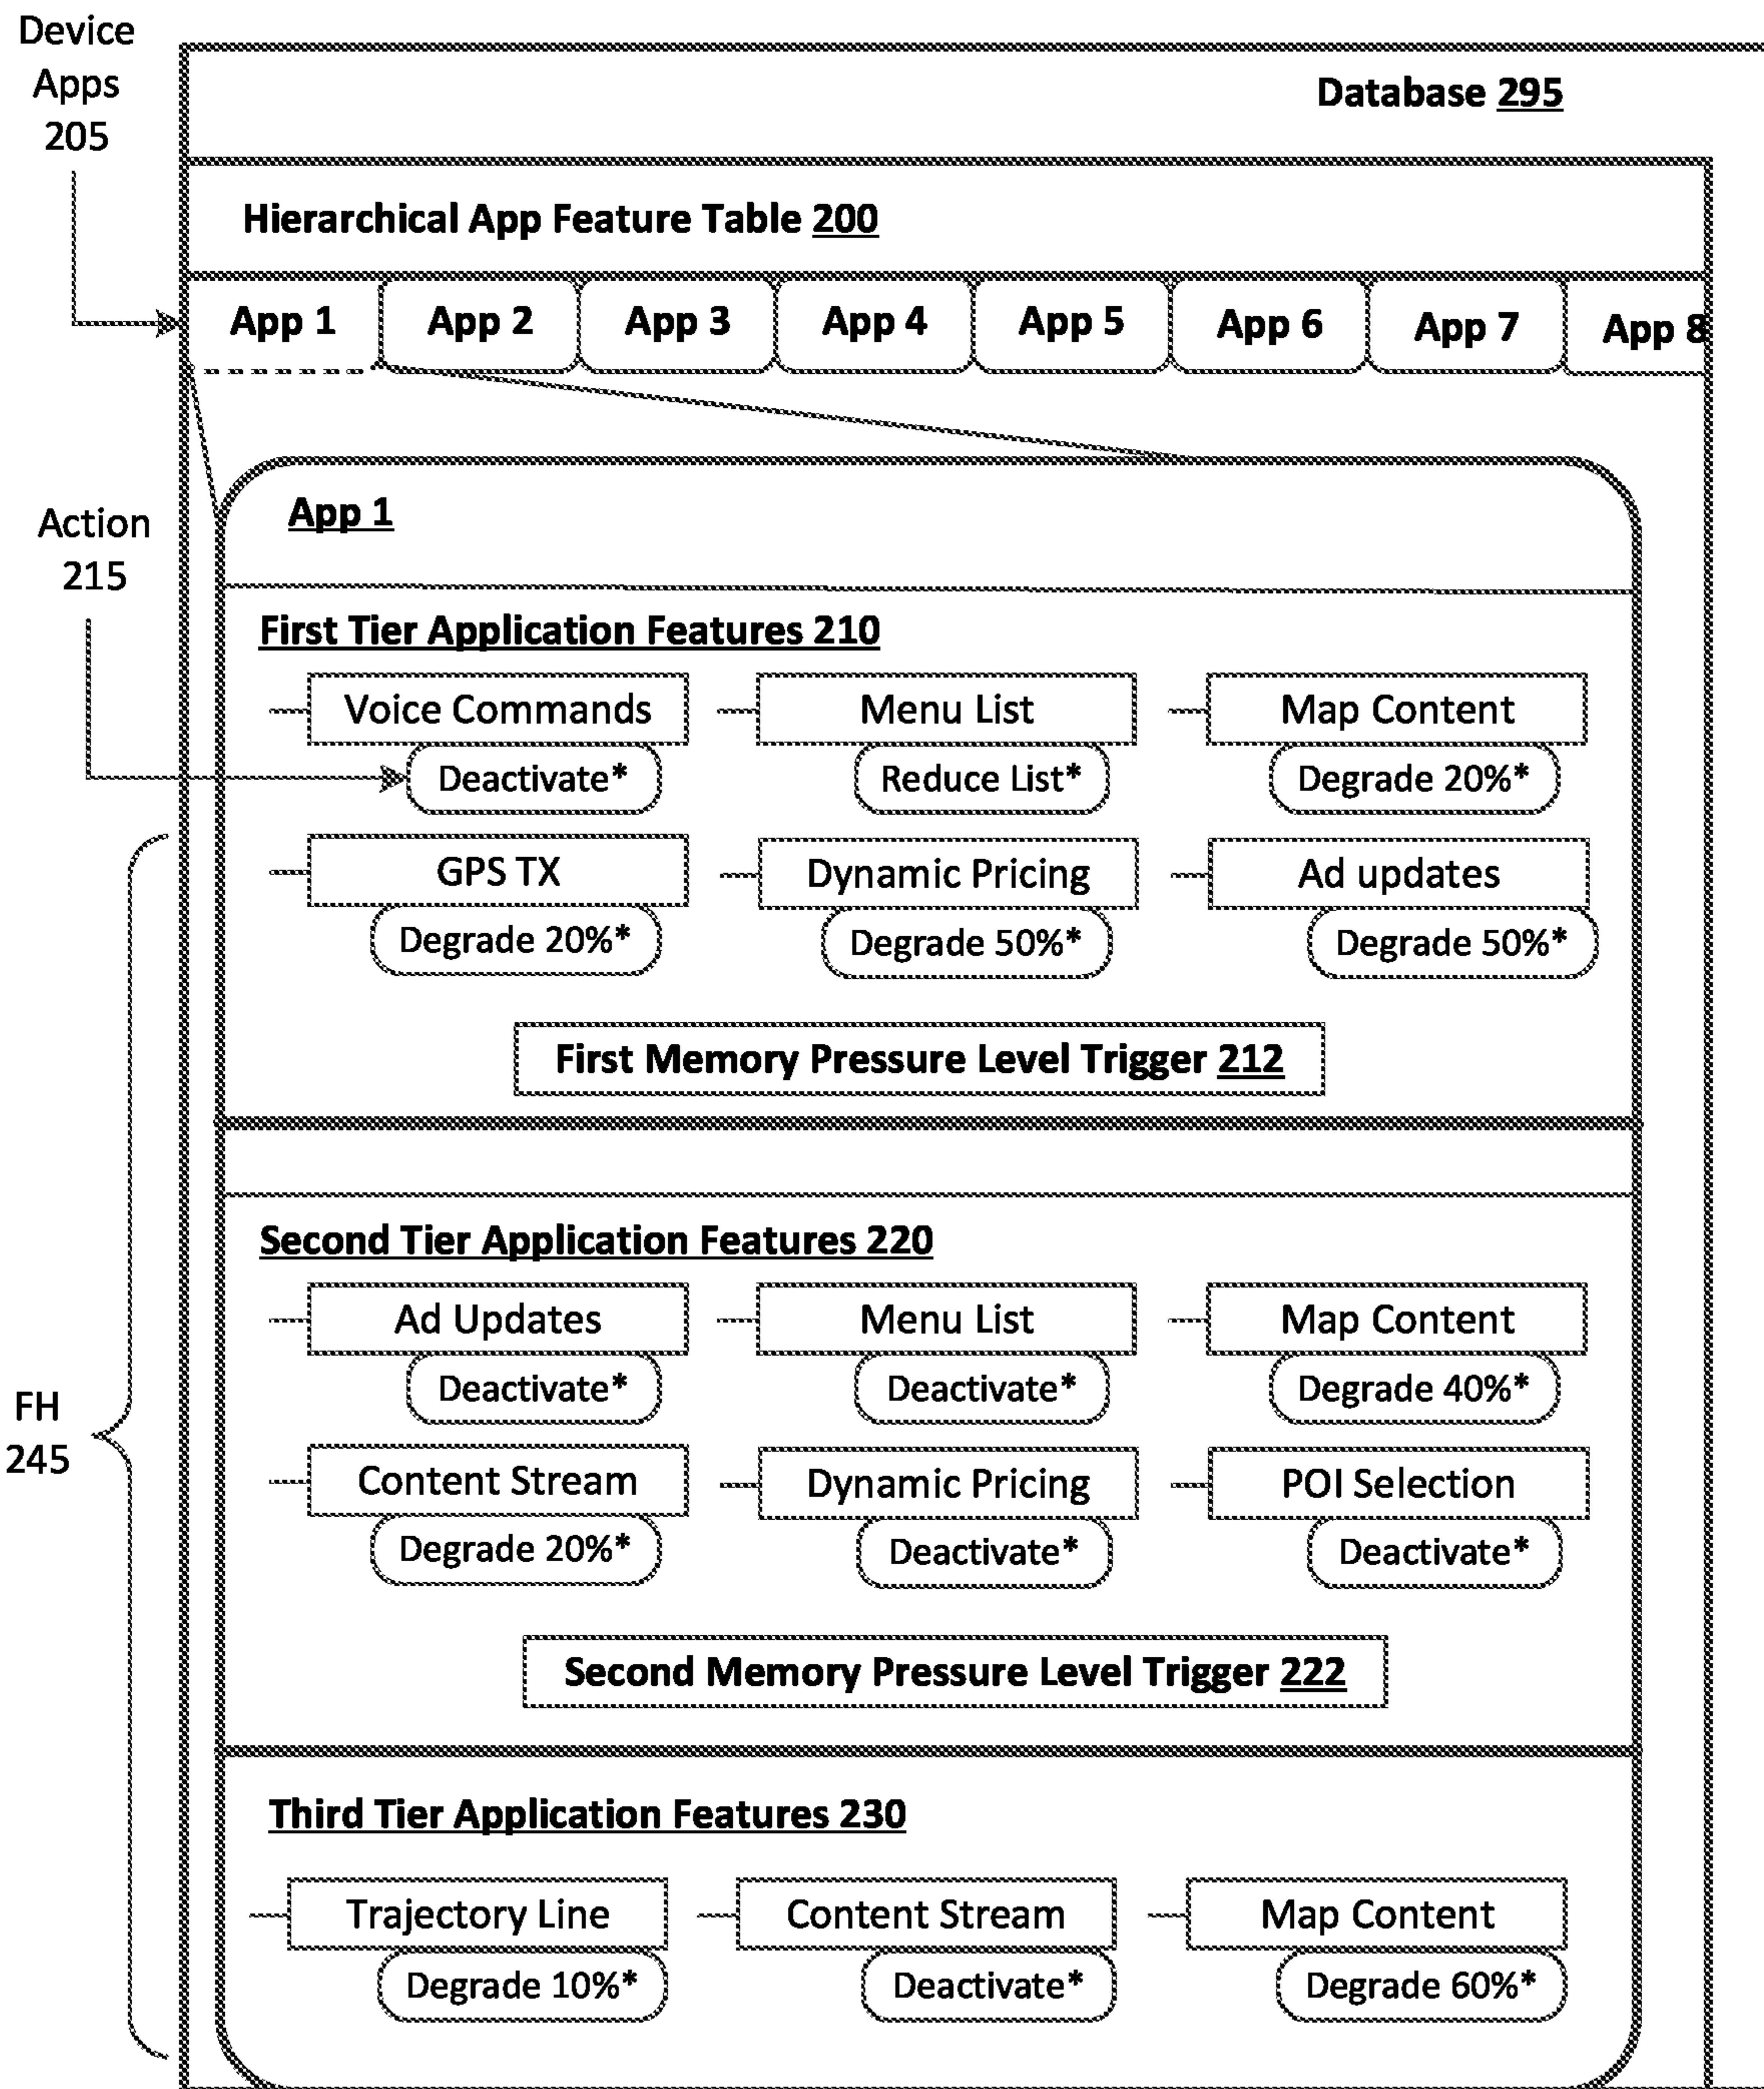 Device
Apps
205
Database 295
Hierarchical App Feature Table 200
App 1 App 2 App 3 App 4 App 5 App 6 App 7 App 8
App 1
Action
215
First Tier Application Features 210
Voice Commands Menu List Map Content
Deactivate* Reduce List* Degrade 20%*
GPS TX Dynamic Pricing Ad updates
Degrade 20%* Degrade 50%* Degrade 50%*
First Memory Pressure Level Trigger 212
Second Tier Application Features 220
Ad Updates Menu List Map Content
Deactivate* Deactivate* Degrade 40%*
FH
245
Content Stream Dynamic Pricing POI Selection
Degrade 20%* Deactivate* Deactivate*
Second Memory Pressure Level Trigger 222
Third Tier Application Features 230
Trajectory Line Content Stream Map Content
Degrade 10%* Deactivate* Degrade 60%*